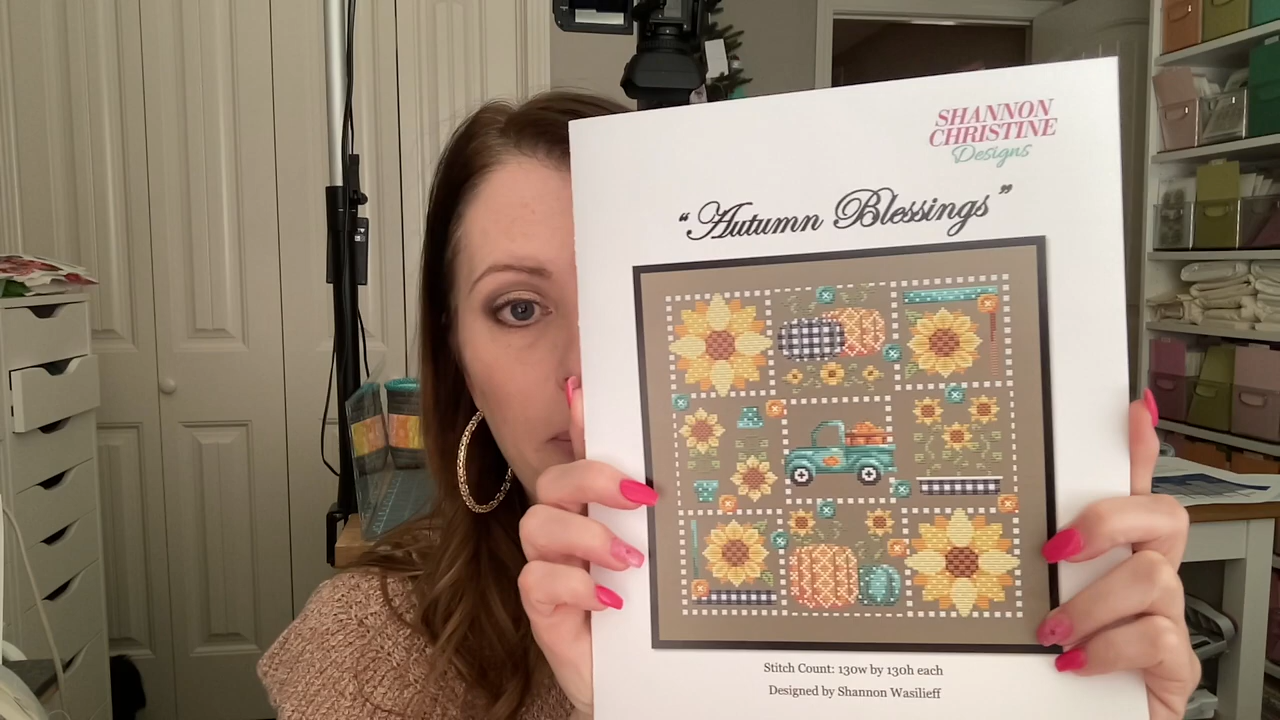 SHANNON
CHRISTINE
Designs
"Autumn Blessings"
Stitch Count: 130w by 130h each
Designed by Shannon Wasilieff